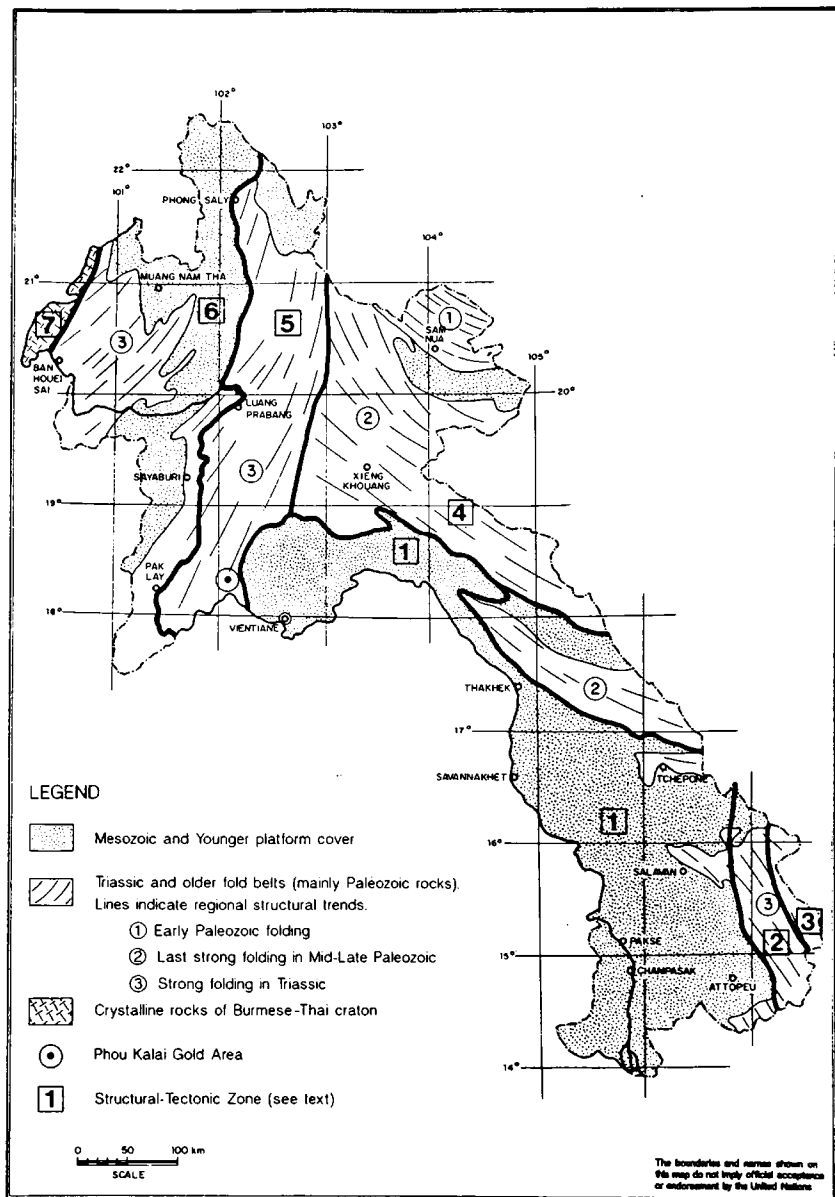 102°
103°
22°
101°
PHONG SALY
104°
21°
MUANG NAM THA
1
7
6
5
SAM NUA
3
105°
BAN HOUEI SAI
20°
LUANG PRABANG
2
3
XIENG KHOUANG
SAYABURI
19°
4
1
PAK LAY
18°
VIENTIANE
THAKHEK
2
17°
SAVANNAKHET
TCHEPONE
1
16°
SALAVAN
3
3
2
PAKSE
15°
CHAMPASAK
ATTOPEU
14°
LEGEND
Mesozoic and Younger platform cover
Triassic and older fold belts (mainly Paleozoic rocks).
Lines indicate regional structural trends.
1 Early Paleozoic folding
2 Last strong folding in Mid-Late Paleozoic
3 Strong folding in Triassic
Crystalline rocks of Burmese-Thai craton
Phou Kalai Gold Area
1 Structural-Tectonic Zone (see text)
0 50 100 km
SCALE
The boundaries and names shown on
this map do not imply official acceptance
or endorsement by the United Nations